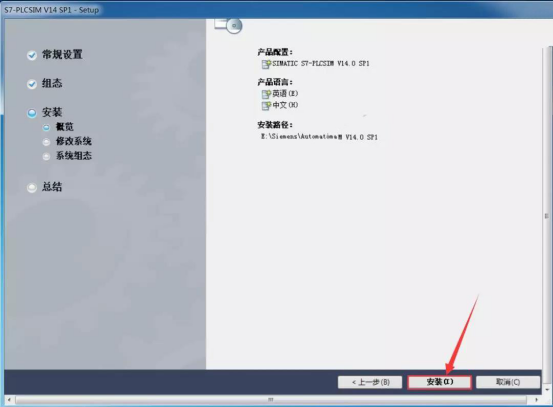 S7-PLCSIM V14 SP1 - Setup
常规设置
组态
安装
概览
修改系统
系统组态
总结
产品配置:
SIMATIC S7-PLCSIM V14.0 SP1
产品语言:
英语(E)
中文(H)
安装路径:
E:\Siemens\Automation V14.0 SP1
< 上一步(B)
安装(I)
取消(C)